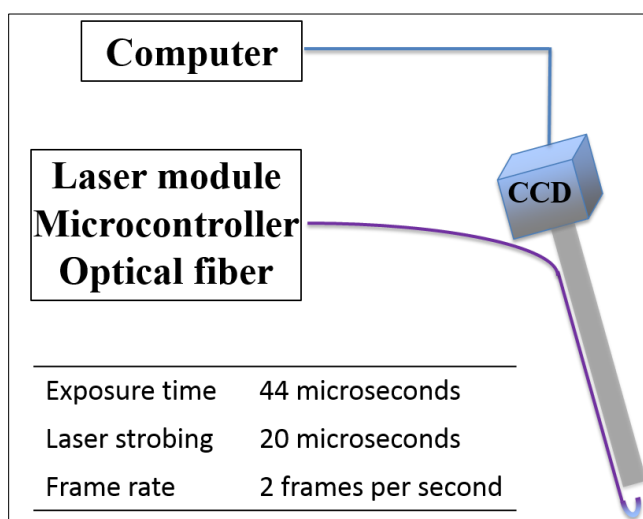 Computer
Laser module
Microcontroller
Optical fiber
CCD
Exposure time 44 microseconds
Laser strobing 20 microseconds
Frame rate 2 frames per second